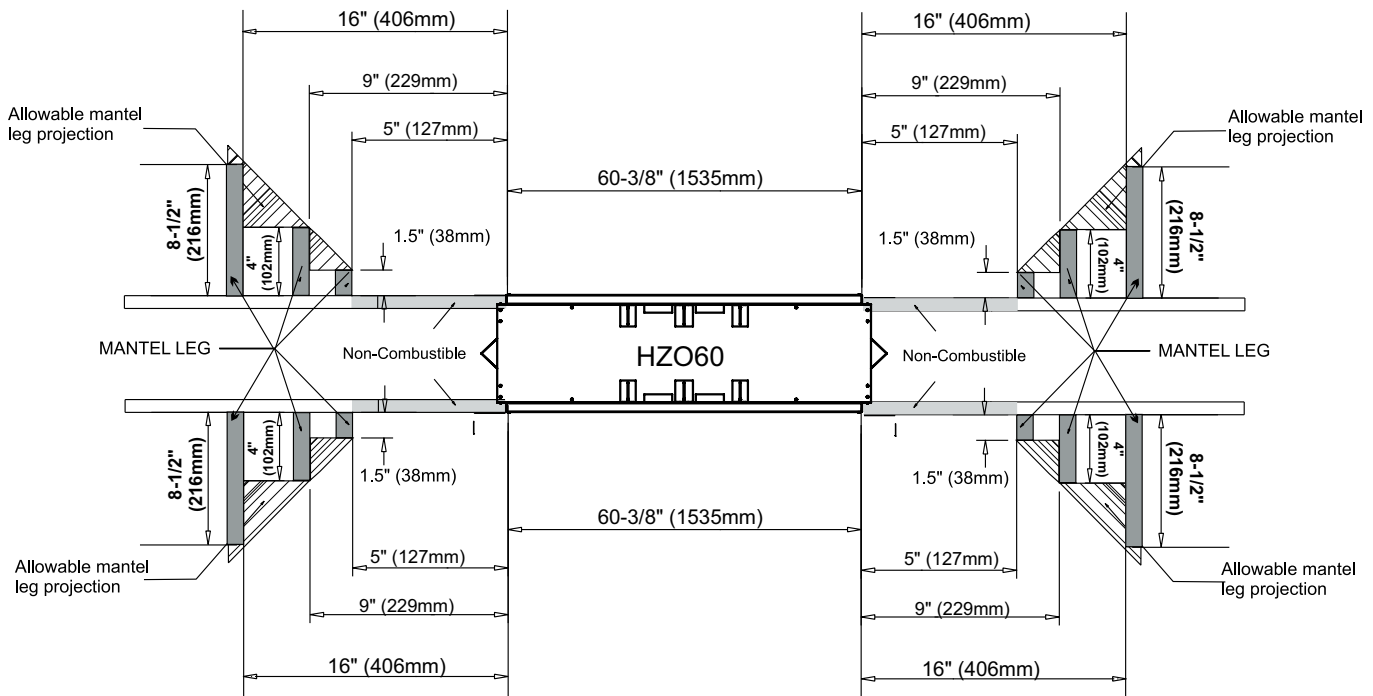 16" (406mm)
16" (406mm)
9" (229mm)
9" (229mm)
Allowable mantel
leg projection
5" (127mm)
5" (127mm)
Allowable mantel
leg projection
60-3/8" (1535mm)
8-1/2"
(216mm)
4"
(102mm)
1.5" (38mm)
1.5" (38mm)
4"
(102mm)
8-1/2"
(216mm)
MANTEL LEG
Non-Combustible
HZO60
Non-Combustible
MANTEL LEG
8-1/2"
(216mm)
4"
(102mm)
1.5" (38mm)
1.5" (38mm)
4"
(102mm)
8-1/2"
(216mm)
60-3/8" (1535mm)
Allowable mantel
leg projection
5" (127mm)
5" (127mm)
Allowable mantel
leg projection
9" (229mm)
9" (229mm)
16" (406mm)
16" (406mm)